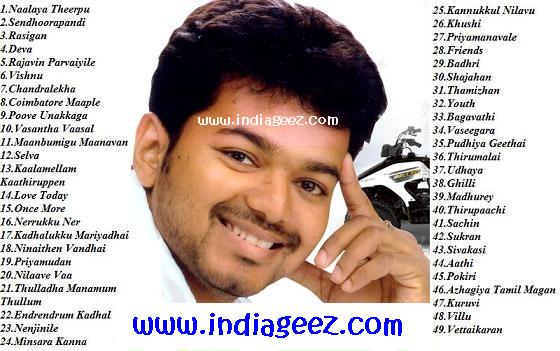 1.Naalaya Theerpu
2.Sendhoorapandi
3.Rasigan
4.Deva
5.Rajavin Parvaiyile
6.Vishnu
7.Chandralekha
8.Coimbatore Maaple
9.Poove Unakkaga
10.Vasantha Vaasal
11.Maanbumigu Maanavan
12.Selva
13.Kaalamellam
Kaathiruppen
14.Love Today
15.Once More
16.Nerrukku Ner
17.Kadhalukku Mariyadhai
18.Ninaithen Vandhai
19.Priyamudan
20.Nilaave Vaa
21.Thulladha Manamum
Thullum
22.Endrendrum Kadhal
23.Nenjinile
24.Minsara Kanna
www.indiageez.com
25.Kannukkul Nilavu
26.Khushi
27.Priyamanavale
28.Friends
29.Badhri
30.Shajahan
31.Thamizhan
32.Youth
33.Bagavathi
34.Vaseegara
35.Pudhiya Geethai
36.Thirumalai
37.Udhaya
38.Ghilli
39.Madhurey
40.Thirupaachi
41.Sachin
42.Sukran
43.Sivakasi
44.Aathi
45.Pokiri
46.Azhagiya Tamil Magan
47.Kuruvi
48.Villu
49.Vettaikaran
www.indiageez.com